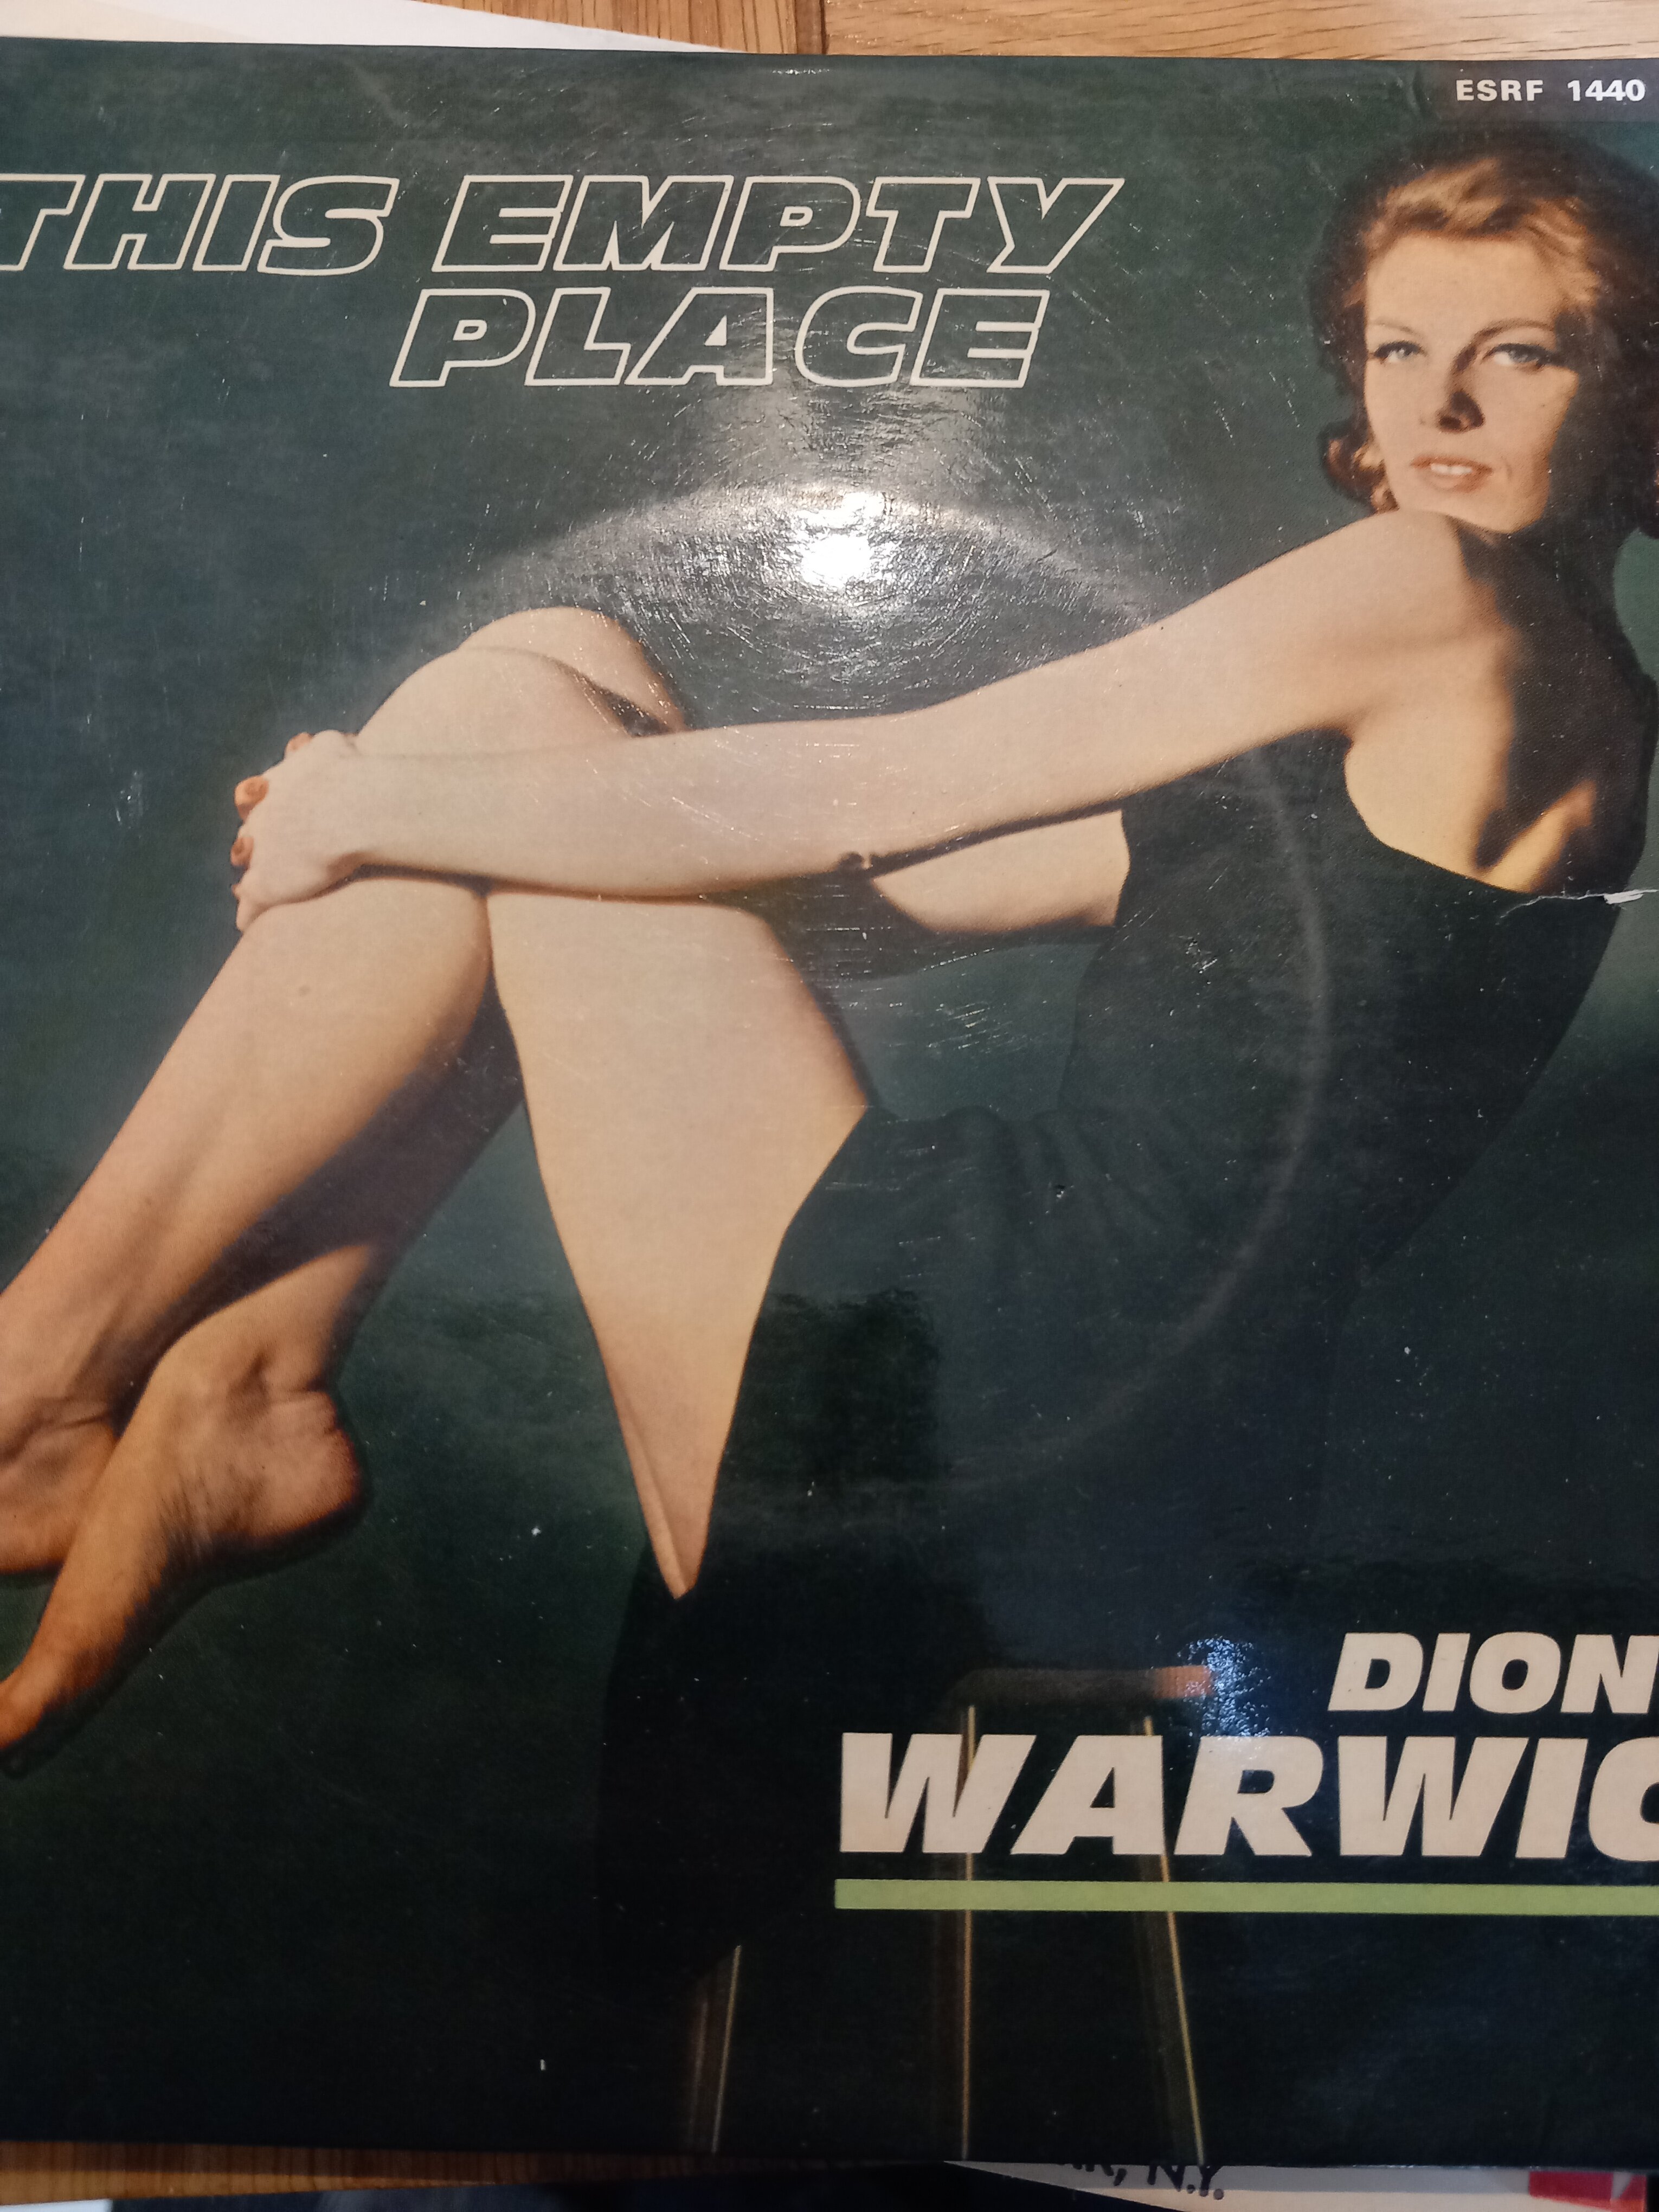 ESRF 1440
THIS EMPTY
PLACE
DION
WARWIC
N.Y.